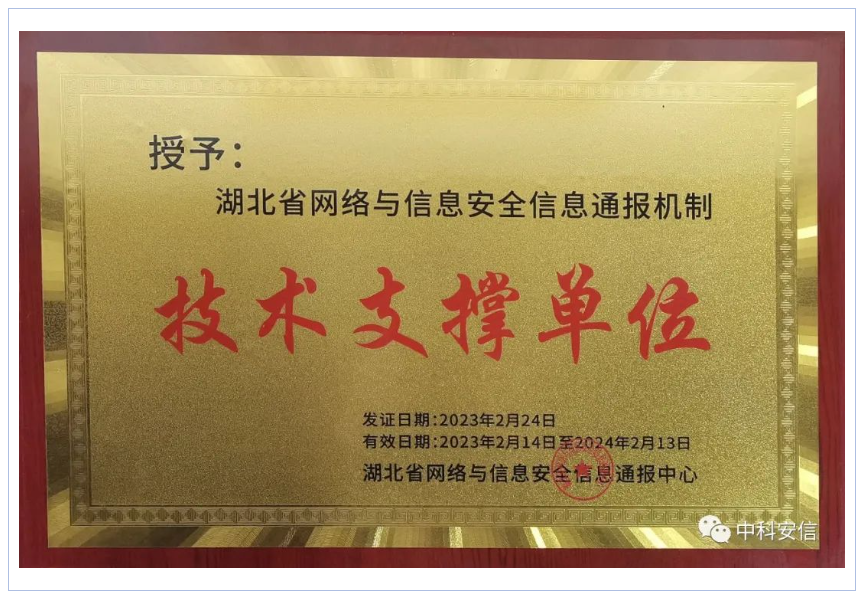 授予：
湖北省网络与信息安全信息通报机制
技术支撑单位
发证日期:2023年2月24日
有效日期:2023年2月14日至2024年2月13日
湖北省网络与信息安全信息通报中心
中科安信